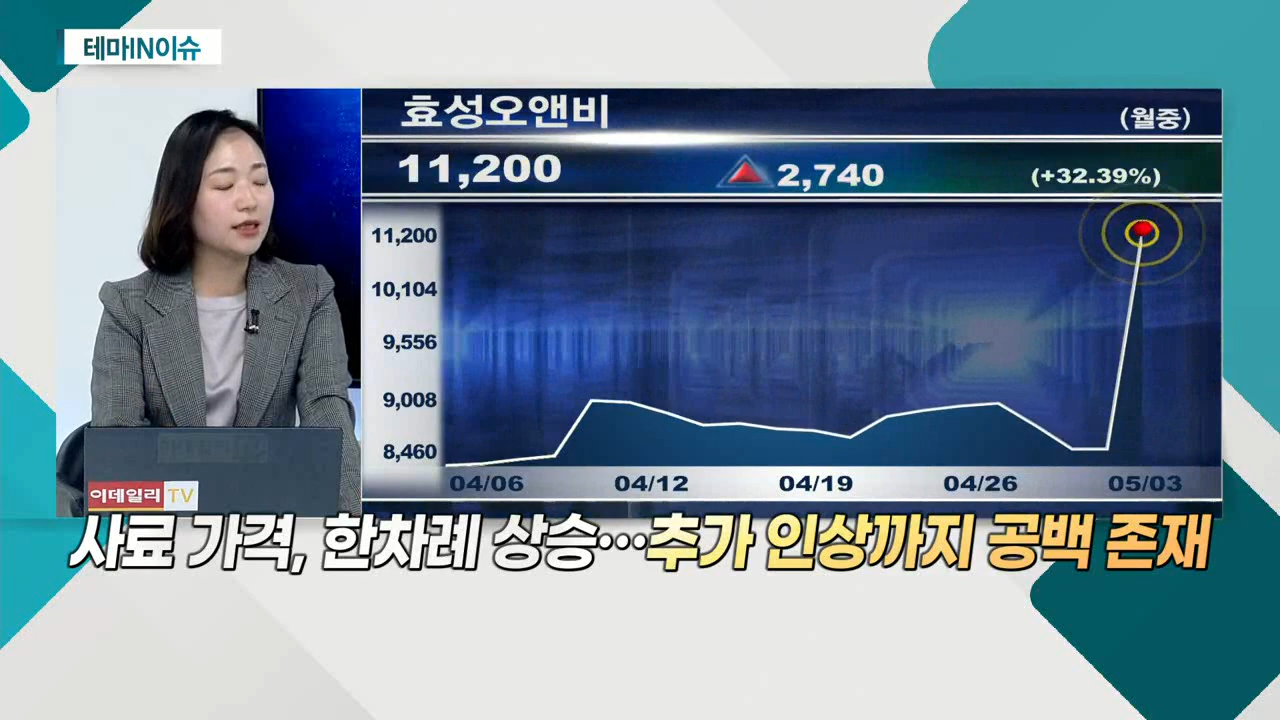 테마IN이슈
효성오앤비 (월중)
11,200 ▲ 2,740 (+32.39%)
11,200
10,104
9,556
9,008
8,460
04/06 04/12 04/19 04/26 05/03
이데일리 TV
사료 가격, 한차례 상승…추가 인상까지 공백 존재